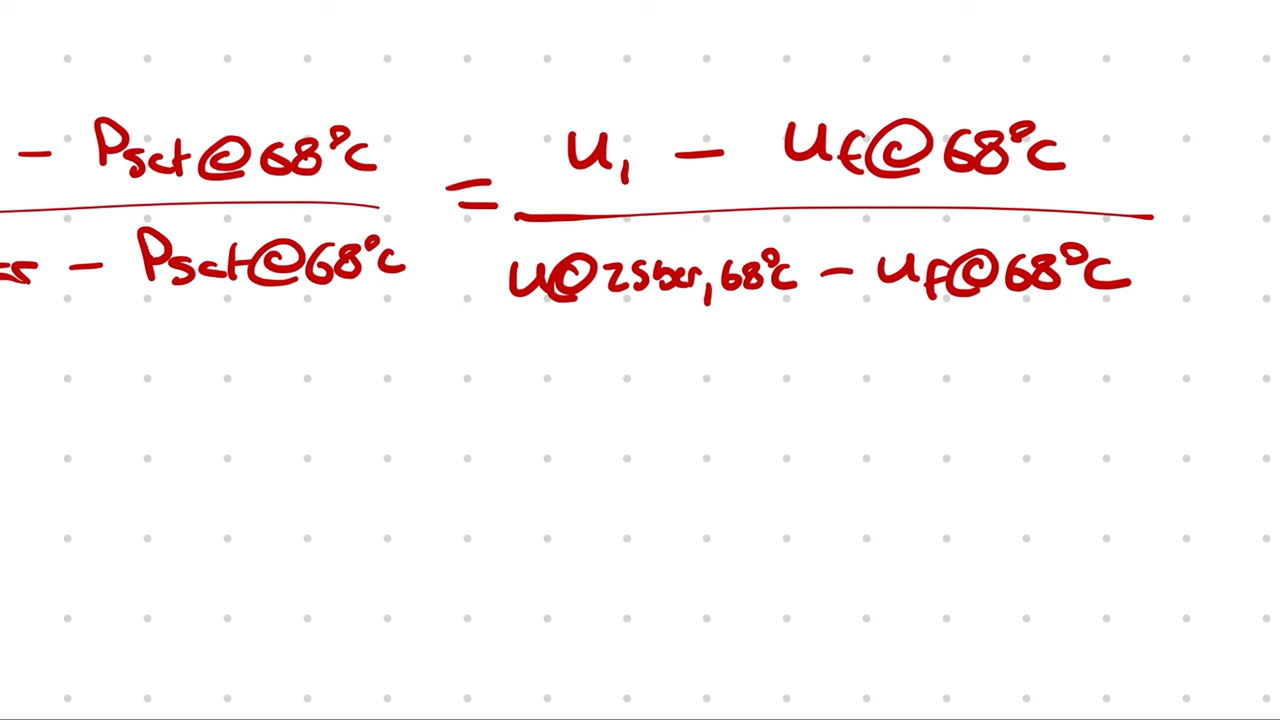 - Psat@68°C = u₁ - uf@68°C
- Psat@68°C u@25bar,68°C - uf@68°C